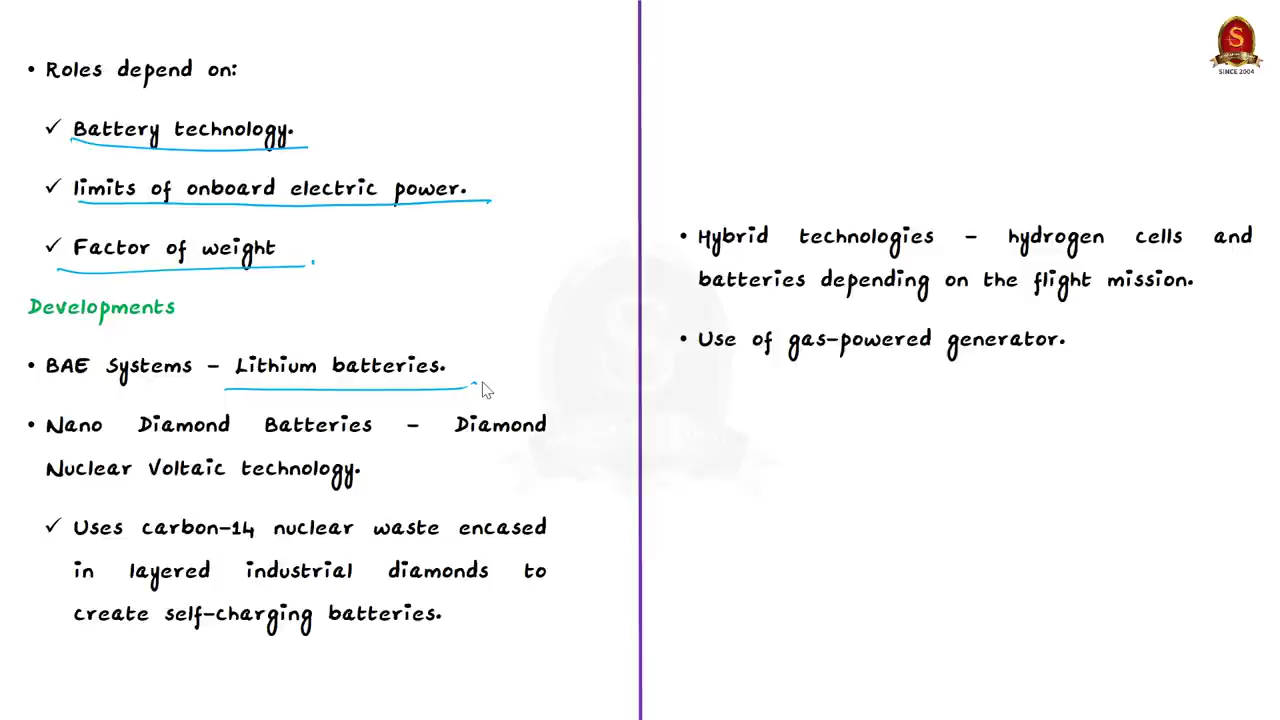 • Roles depend on:
✓ Battery technology.
✓ limits of onboard electric power.
✓ Factor of weight
Developments
• BAE Systems – Lithium batteries.
• Nano Diamond Batteries – Diamond
Nuclear Voltaic technology.
✓ Uses carbon-14 nuclear waste encased
in layered industrial diamonds to
create self-charging batteries.
S
SINCE 2004
• Hybrid technologies – hydrogen cells and
batteries depending on the flight mission.
• Use of gas-powered generator.